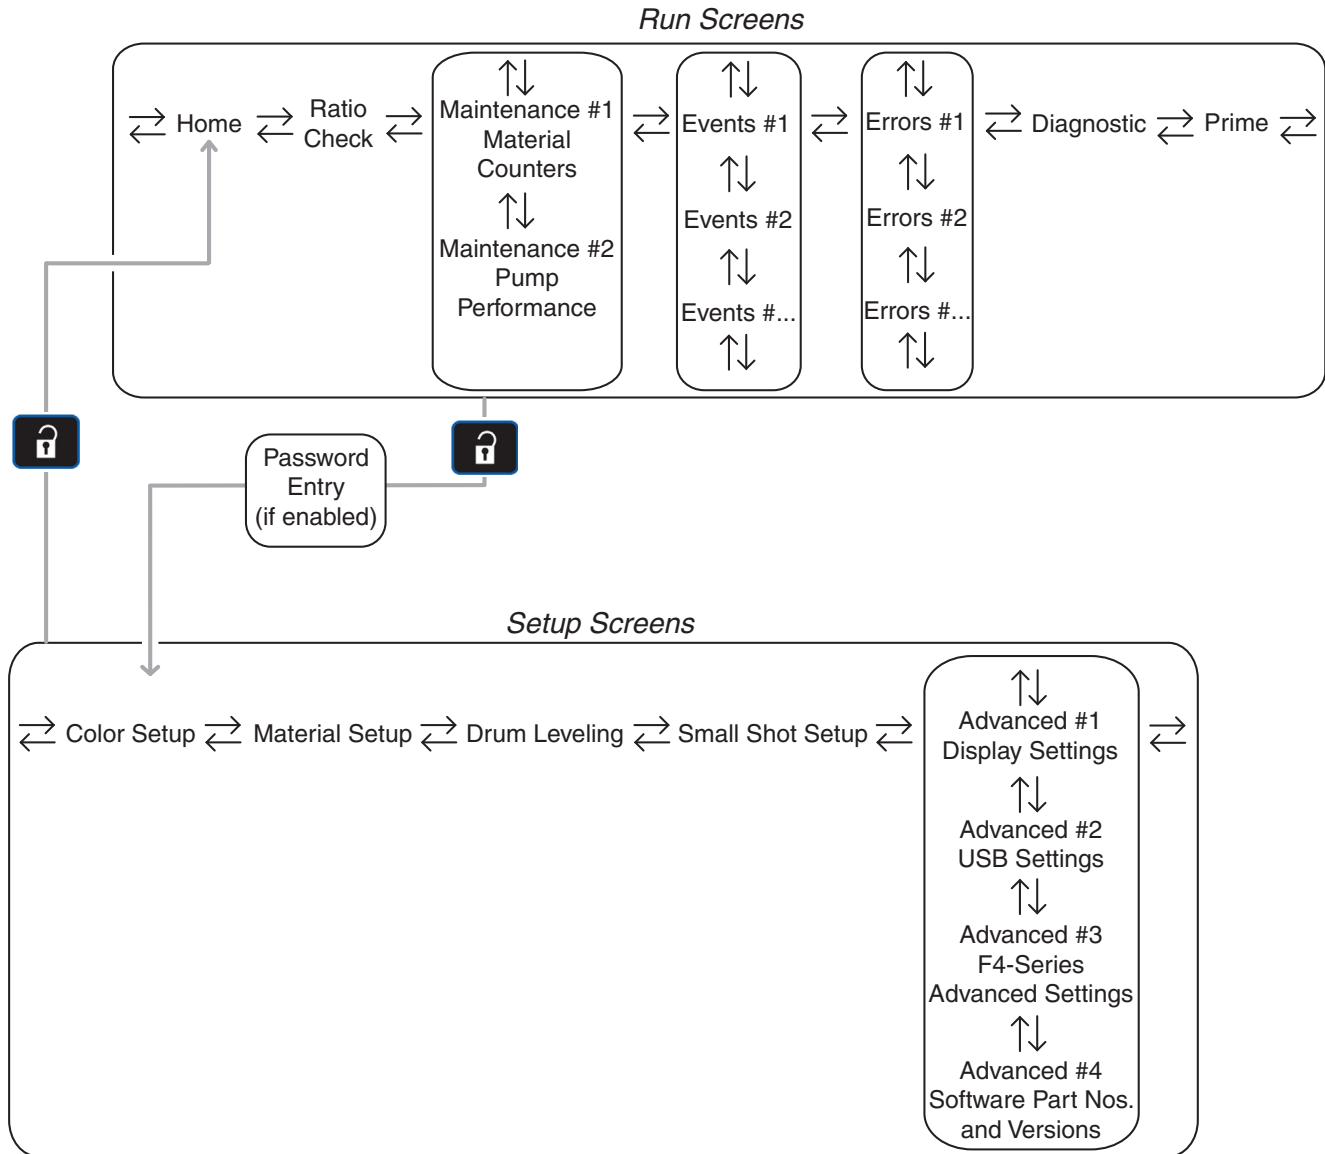 Run Screens
Home
Ratio
Check
Maintenance #1
Material
Counters
Maintenance #2
Pump
Performance
Events #1
Events #2
Events #...
Errors #1
Errors #2
Errors #...
Diagnostic
Prime
Password
Entry
(if enabled)
Setup Screens
Color Setup
Material Setup
Drum Leveling
Small Shot Setup
Advanced #1
Display Settings
Advanced #2
USB Settings
Advanced #3
F4-Series
Advanced Settings
Advanced #4
Software Part Nos.
and Versions